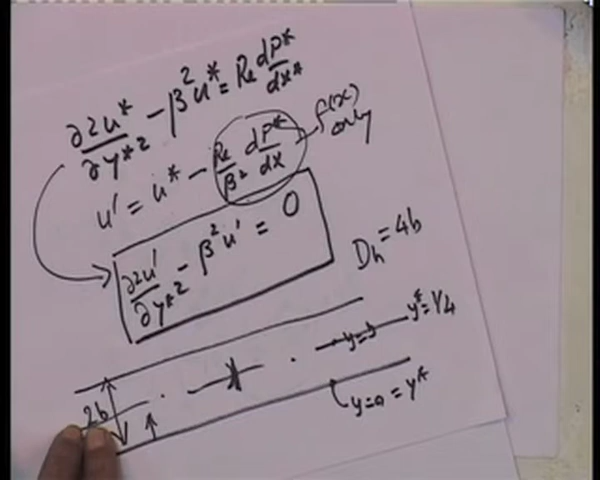 ∂2u*/∂y*2 - β²u* = Re dP*/dx*
u' = u* - Re/β² dP*/dx f(x) only
∂2u'/∂y*2 - β²u' = 0
Dh = 4b
y* = 1/4
2b
y=0 = y*